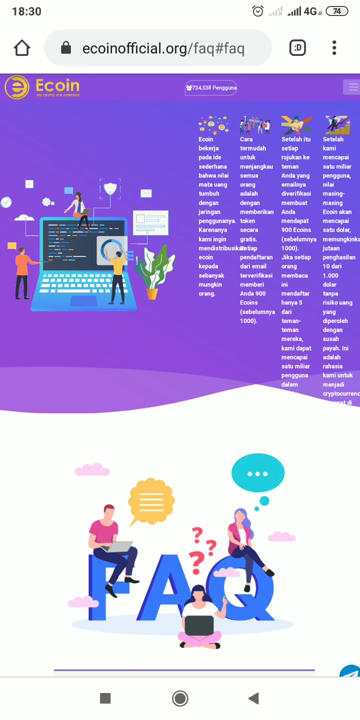 18:30
4G
74
ecoinofficial.org/faq#faq
:D
Ecoin
734,539 Pengguna
Ecoin
bekerja
pada ide
sederhana
bahwa nilai
mata uang
tumbuh
dengan
jaringan
penggunanya.
Karenanya
kami ingin
mendistribusik
ecoin
kepada
sebanyak
mungkin
orang.
Cara
termudah
untuk
menjangkau
semua
orang
adalah
dengan
memberikan
token
secara
gratis.
Setiap
pendaftaran
dari email
terverifikasi
memberi
Anda 900
Ecoins
(sebelumnya
1000).
Setelah itu
setiap
rujukan ke
teman
Anda yang
emailnya
diverifikasi
membuat
Anda
mendapat
900 Ecoins
(sebelumnya
1000).
Jika setiap
orang
membaca
ini
mendaftar
hanya 5
dari
teman-
teman
mereka,
kami dapat
mencapai
satu miliar
pengguna
dalam
Setelah
kami
mencapai
satu miliar
pengguna,
nilai
masing-
masing
Ecoin akan
mencapai
satu dolar,
memungkinka
jutaan
penghasilan
10 dari
1.000
dolar
tanpa
risiko uang
yang
diperoleh
dengan
susah
payah. Ini
adalah
rahasia
kami untuk
menjadi
cryptocurrenc
FAQ